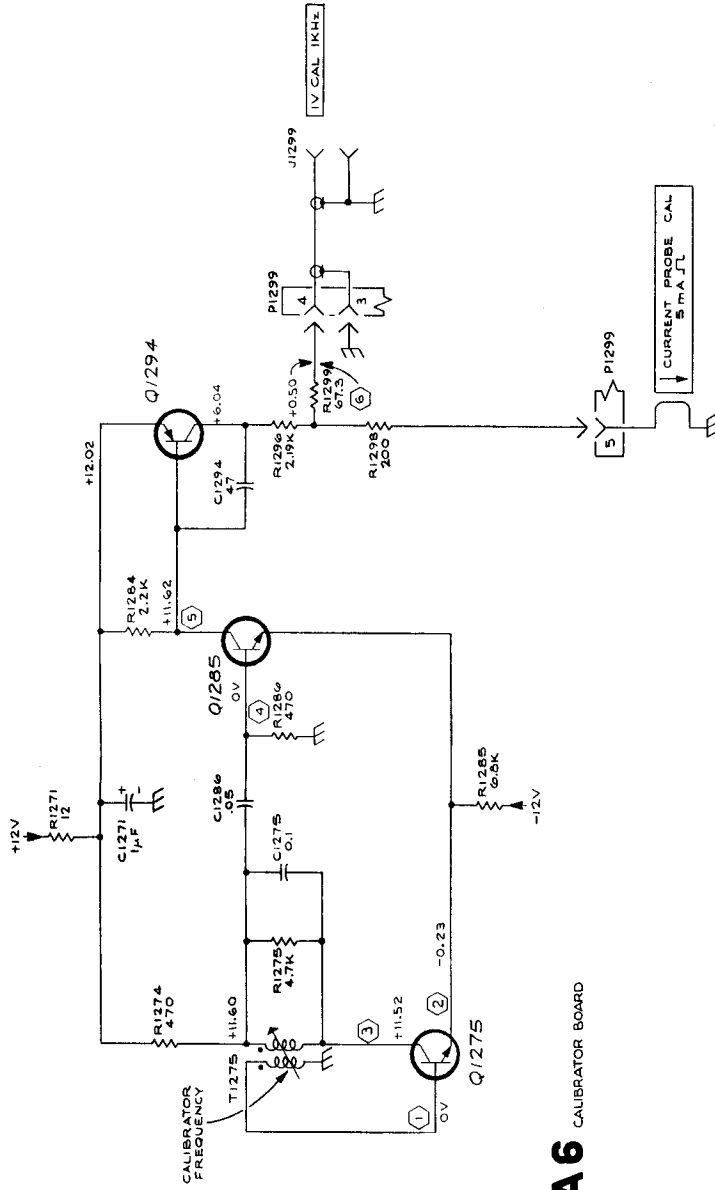 +12V
R1271
12
C1271
1µF
+
-
+12.02
R1274
470
R1284
2.2K
+11.62
5
Q1294
+6.04
C1294
47
R1296
2.19K
+0.50
R1299
67.3
6
R1298
200
P1299
4
3
J1299
1V CAL 1KHz
Q1285
0V
4
R1286
470
C1286
.05
C1275
0.1
R1275
4.7K
+11.60
T1275
CALIBRATOR
FREQUENCY
3
+11.52
2
-0.23
1
0V
Q1275
R1285
6.8K
-12V
5
P1299
CURRENT PROBE CAL
5 mA
A6 CALIBRATOR BOARD